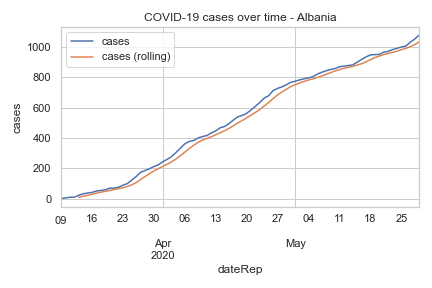 COVID-19 cases over time - Albania
cases
cases (rolling)
1000
800
600
400
200
0
cases
09 16 23 30 06 13 20 27 04 11 18 25
Apr May
2020
dateRep